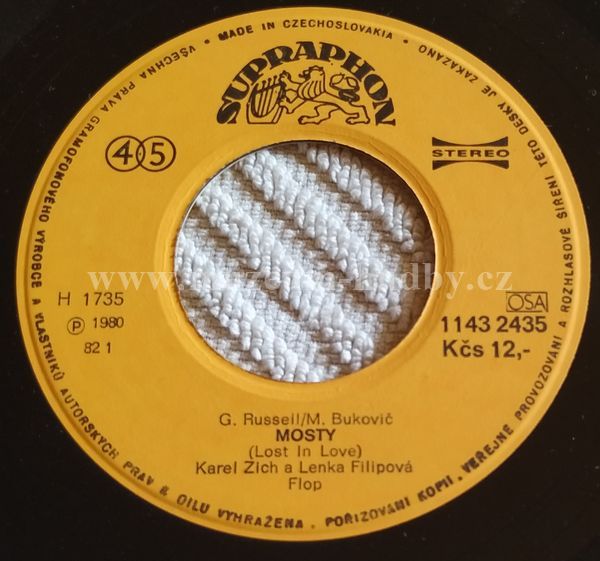 VŠECHNA PRÁVA GRAMOFONOVÉHO VÝROBCE A VLASTNÍKŮ AUTORSKÝCH PRÁV & DÍLU VYHRAŽENA. POŘIZOVÁNÍ KOPIÍ. VEŘEJNÉ PROVOZOVÁNÍ A ROZHLASOVÉ ŠÍŘENÍ TÉTO DESKY JE ZAKÁZÁNO
• MADE IN CZECHOSLOVAKIA •
SUPRAPHON
45
STEREO
H 1735
OSA
Ⓟ 1980
1143 2435
82 1
Kčs 12,-
G. Russell/M. Bukovič
MOSTY
(Lost In Love)
Karel Zich a Lenka Filipová
Flop